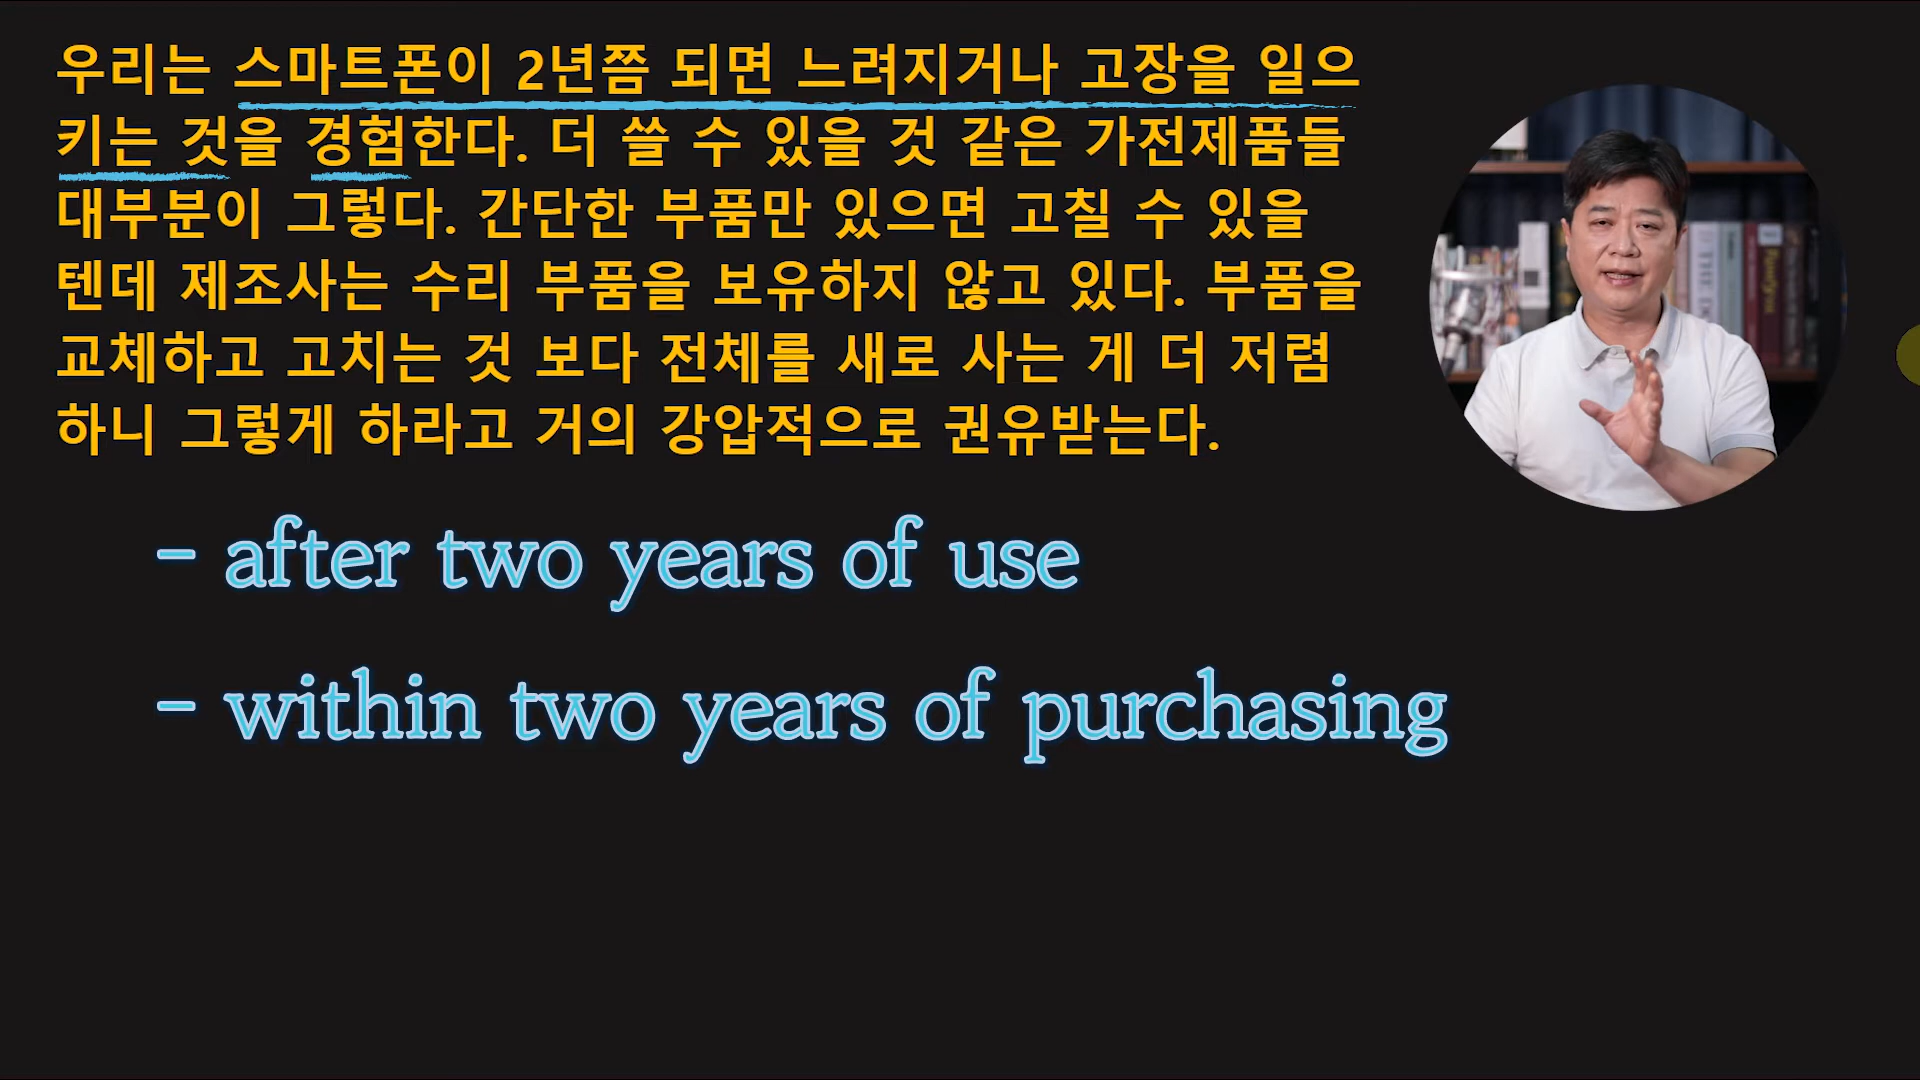 우리는 스마트폰이 2년쯤 되면 느려지거나 고장을 일으
키는 것을 경험한다. 더 쓸 수 있을 것 같은 가전제품들
대부분이 그렇다. 간단한 부품만 있으면 고칠 수 있을
텐데 제조사는 수리 부품을 보유하지 않고 있다. 부품을
교체하고 고치는 것 보다 전체를 새로 사는 게 더 저렴
하니 그렇게 하라고 거의 강압적으로 권유받는다.
- after two years of use
- within two years of purchasing